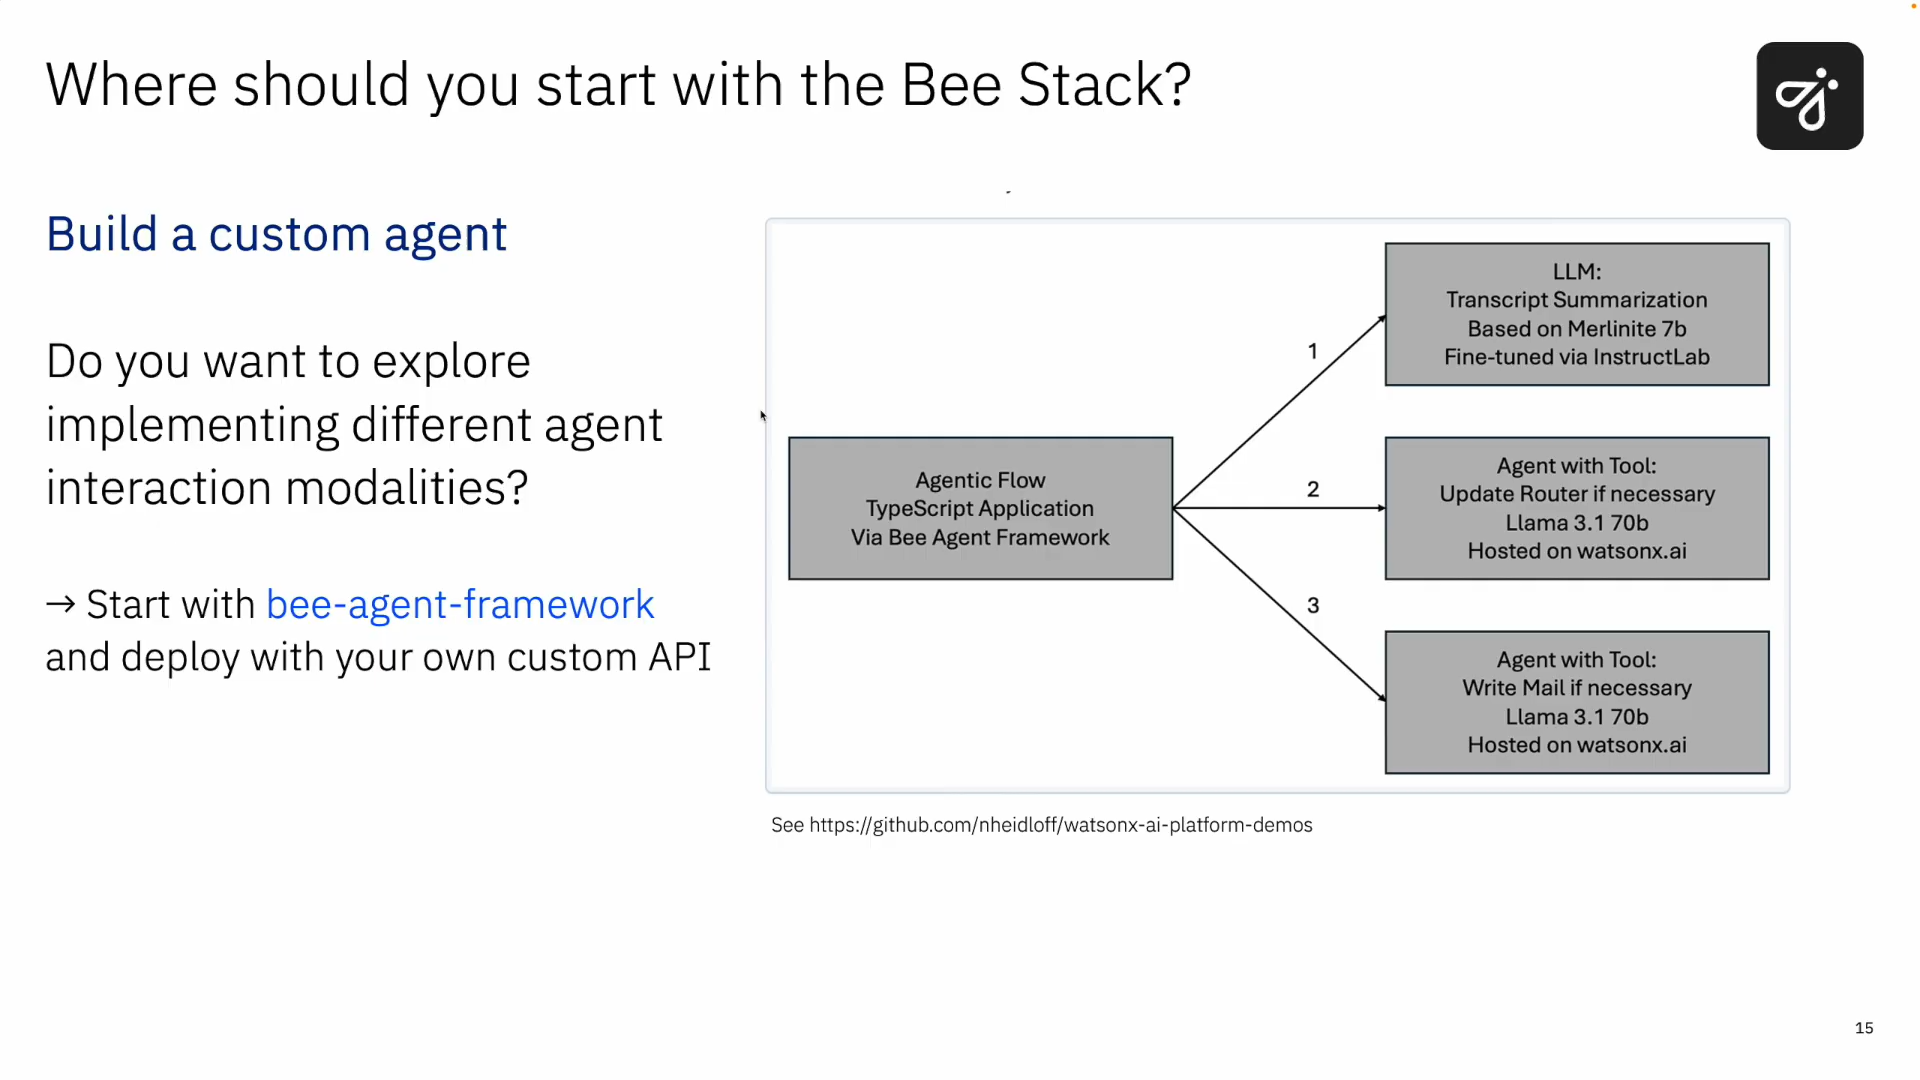 Where should you start with the Bee Stack?
Build a custom agent
Do you want to explore
implementing different agent
interaction modalities?
→ Start with bee-agent-framework
and deploy with your own custom API
Agentic Flow
TypeScript Application
Via Bee Agent Framework
1
2
3
LLM:
Transcript Summarization
Based on Merlinite 7b
Fine-tuned via InstructLab
Agent with Tool:
Update Router if necessary
Llama 3.1 70b
Hosted on watsonx.ai
Agent with Tool:
Write Mail if necessary
Llama 3.1 70b
Hosted on watsonx.ai
See https://github.com/nheidloff/watsonx-ai-platform-demos
15